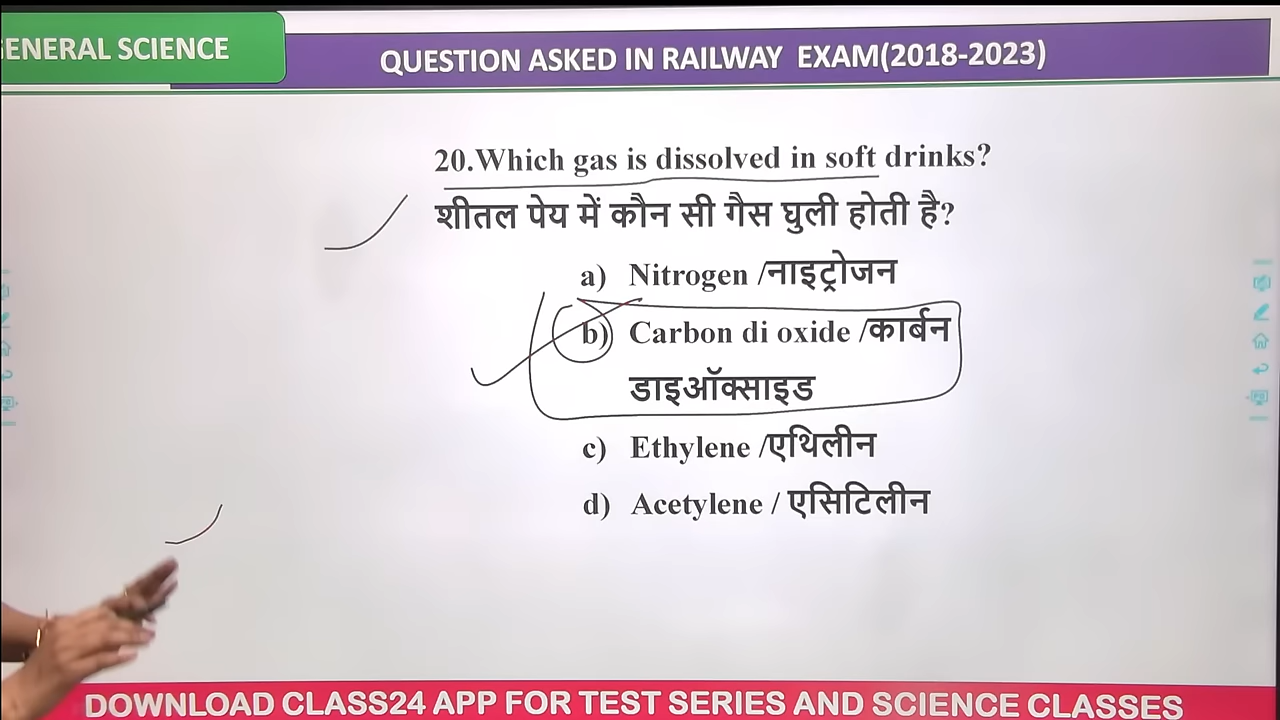 ENERAL SCIENCE
QUESTION ASKED IN RAILWAY EXAM(2018-2023)
20.Which gas is dissolved in soft drinks?
शीतल पेय में कौन सी गैस घुली होती है?
a) Nitrogen /नाइट्रोजन
b) Carbon di oxide /कार्बन
डाइऑक्साइड
c) Ethylene /एथिलीन
d) Acetylene / एसिटिलीन
DOWNLOAD CLASS24 APP FOR TEST SERIES AND SCIENCE CLASSES